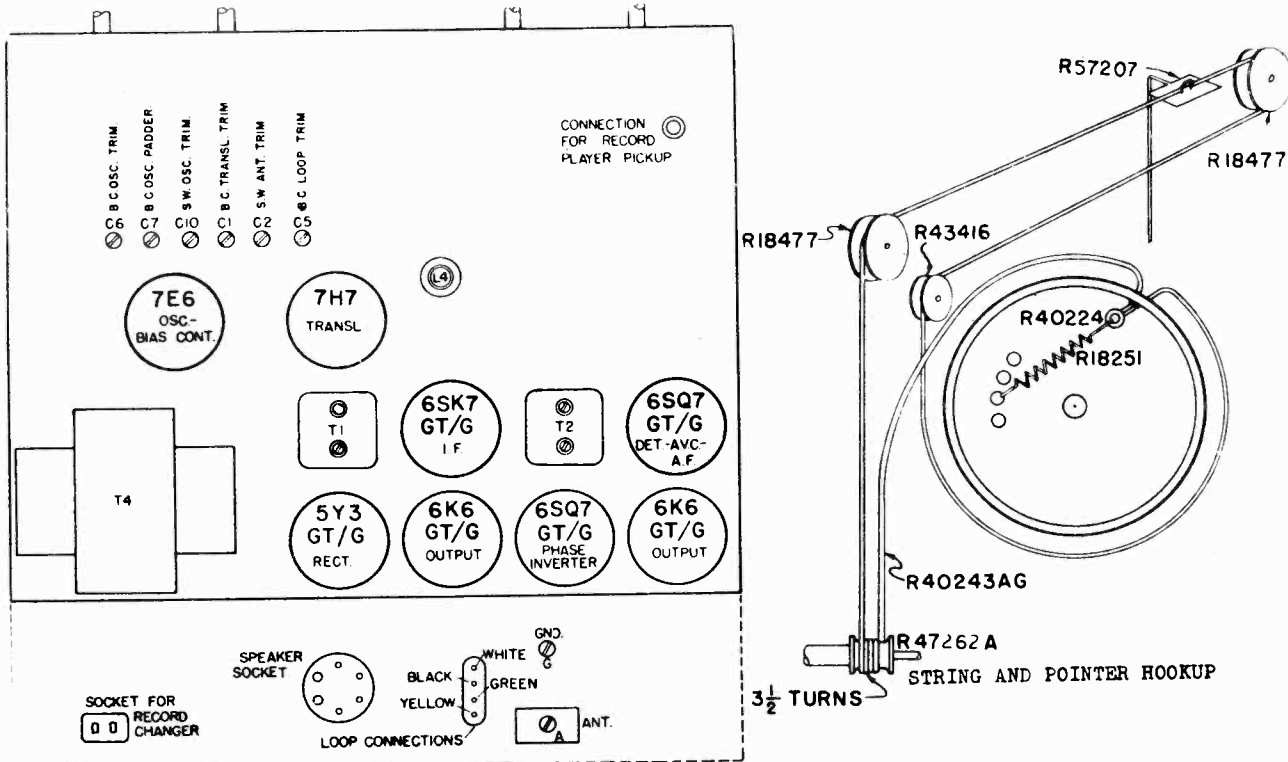 B C OSC. TRIM.
B C OSC. PADDER.
S.W. OSC. TRIM.
B.C. TRANSL. TRIM
S.W ANT. TRIM
B C LOOP TRIM
C6
C7
C10
C1
C2
C5
CONNECTION
FOR RECORD
PLAYER PICKUP
L4
7E6
OSC.-
BIAS CONT.
7H7
TRANSL
T1
6SK7
GT/G
I.F.
T2
6SQ7
GT/G
DET.-AVC-
A.F.
T4
5Y3
GT/G
RECT.
6K6
GT/G
OUTPUT
6SQ7
GT/G
PHASE
INVERTER
6K6
GT/G
OUTPUT
SPEAKER
SOCKET
SOCKET FOR
RECORD
CHANGER
WHITE
BLACK
GREEN
YELLOW
LOOP CONNECTIONS
GND.
G
A
ANT.
R57207
R18477
R18477
R43416
R40224
R18251
R40243AG
R47262A
3 1/2 TURNS
STRING AND POINTER HOOKUP